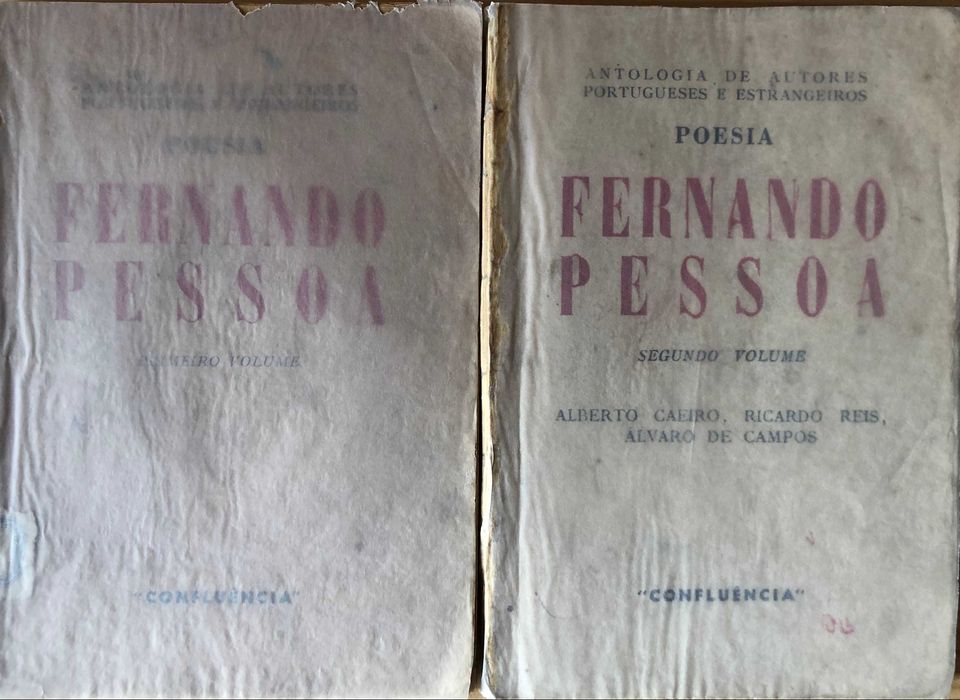 ANTOLOGIA DE AUTORES
PORTUGUESES E ESTRANGEIROS
POESIA
FERNANDO
PESSOA
PRIMEIRO VOLUME
"CONFLUÊNCIA"
ANTOLOGIA DE AUTORES
PORTUGUESES E ESTRANGEIROS
POESIA
FERNANDO
PESSOA
SEGUNDO VOLUME
ALBERTO CAEIRO, RICARDO REIS,
ÁLVARO DE CAMPOS
"CONFLUÊNCIA"